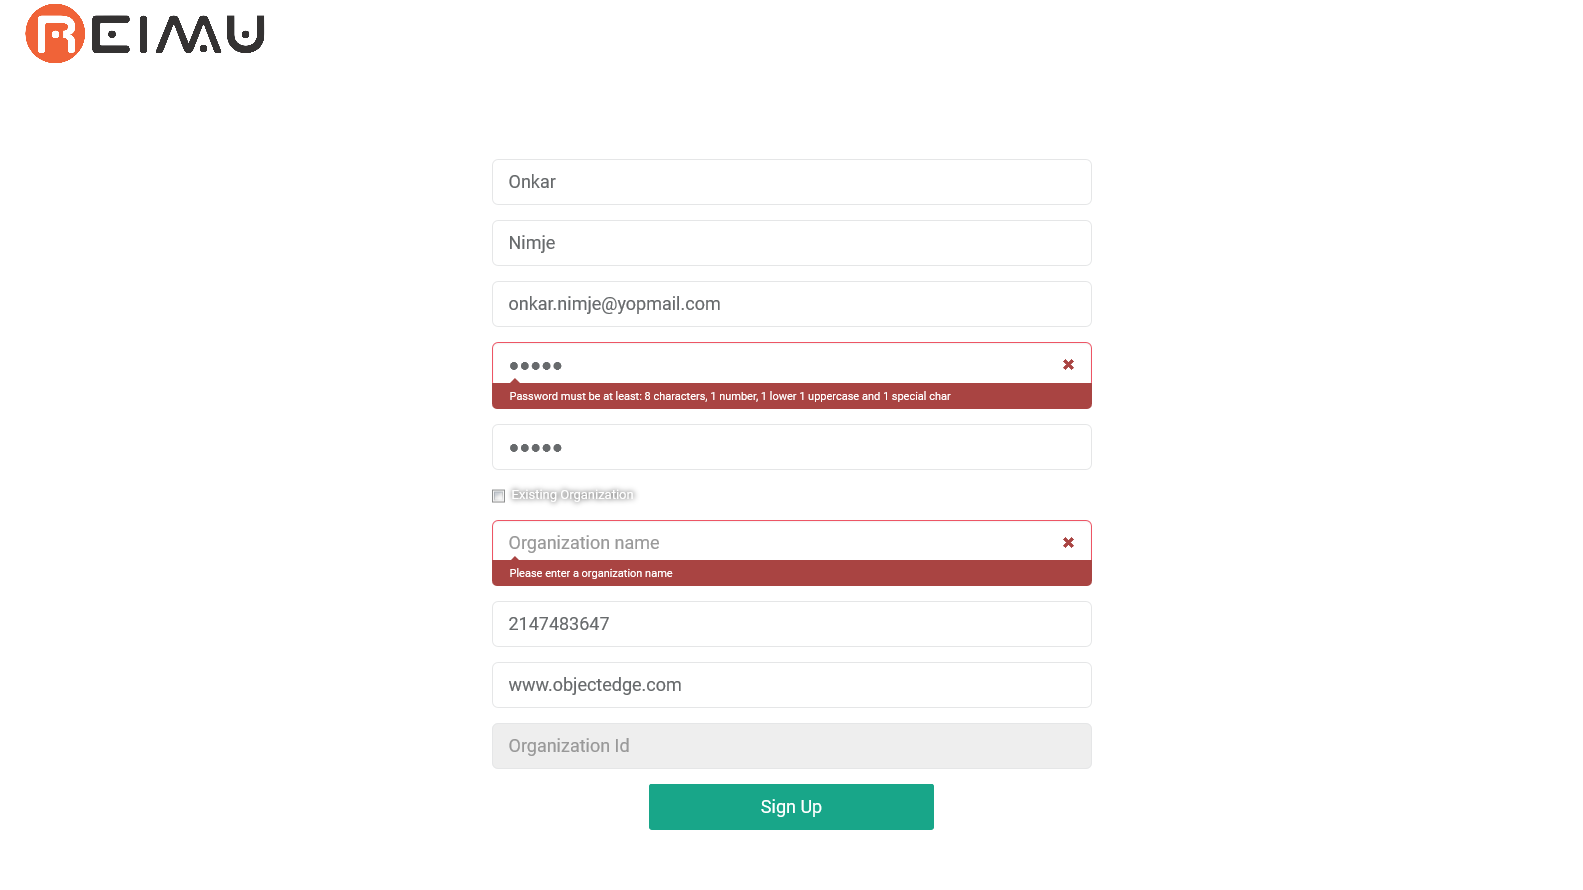 REIMU
Onkar
Nimje
onkar.nimje@yopmail.com
●●●●●
Password must be at least: 8 characters, 1 number, 1 lower 1 uppercase and 1 special char
●●●●●
Existing Organization
Organization name
Please enter a organization name
2147483647
www.objectedge.com
Organization Id
Sign Up